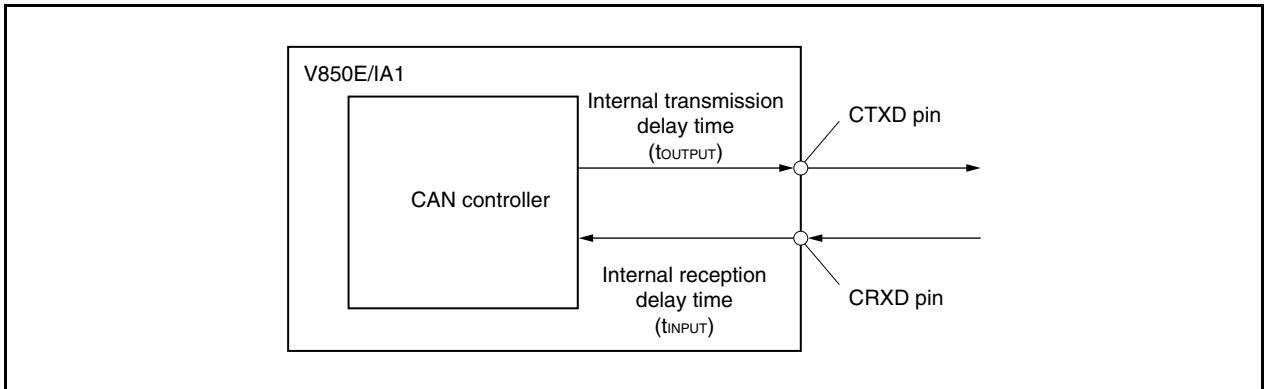 V850E/IA1
Internal transmission
delay time
(tOUTPUT)
CTXD pin
CAN controller
Internal reception
delay time
(tINPUT)
CRXD pin